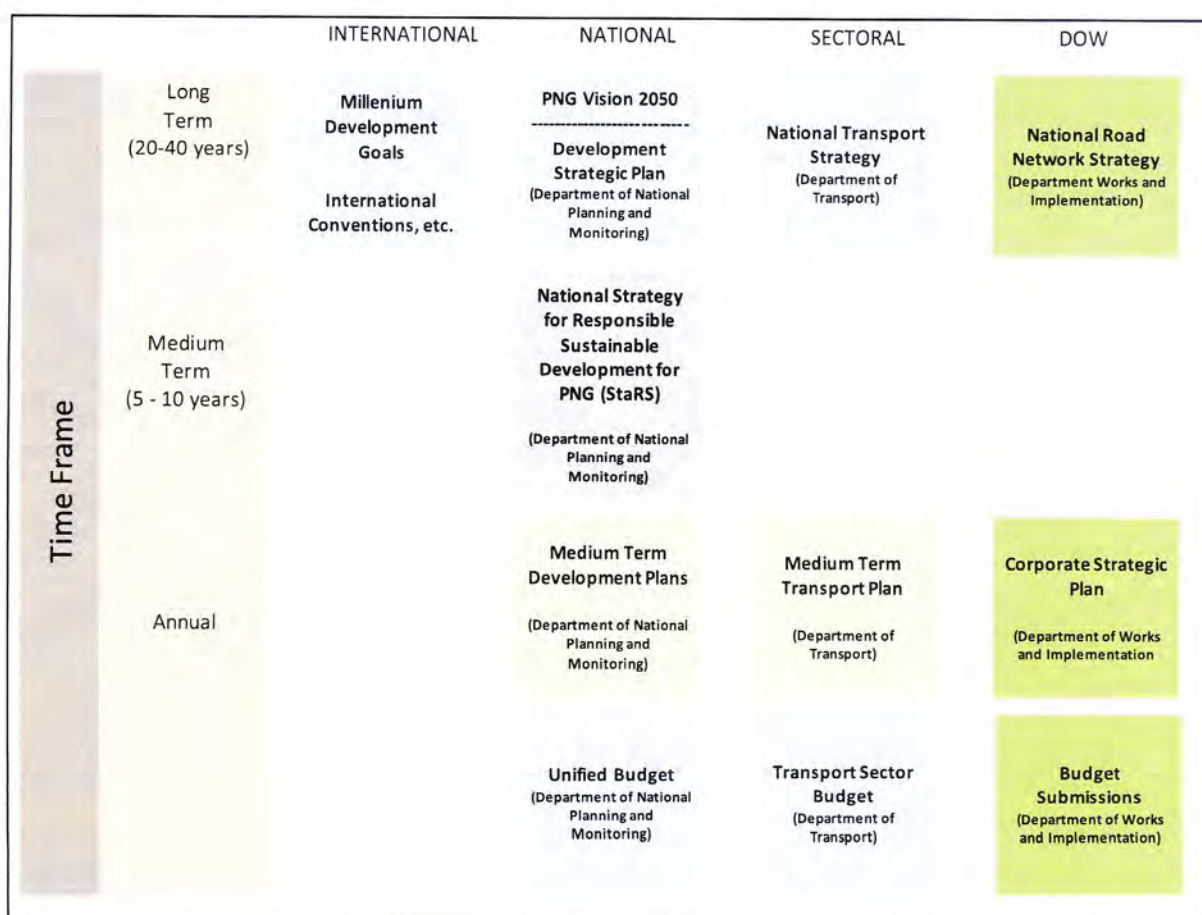 INTERNATIONAL
NATIONAL
SECTORAL
DOW
Time Frame
Long
Term
(20-40 years)
Millenium
Development
Goals
International
Conventions, etc.
PNG Vision 2050
-------------------------
Development
Strategic Plan
(Department of National
Planning and
Monitoring)
National Transport
Strategy
(Department of
Transport)
National Road
Network Strategy
(Department Works and
Implementation)
Medium
Term
(5 - 10 years)
National Strategy
for Responsible
Sustainable
Development for
PNG (StaRS)
(Department of National
Planning and
Monitoring)
Annual
Medium Term
Development Plans
(Department of National
Planning and
Monitoring)
Medium Term
Transport Plan
(Department of
Transport)
Corporate Strategic
Plan
(Department of Works
and Implementation
Unified Budget
(Department of National
Planning and
Monitoring)
Transport Sector
Budget
(Department of
Transport)
Budget
Submissions
(Department of Works
and Implementation)